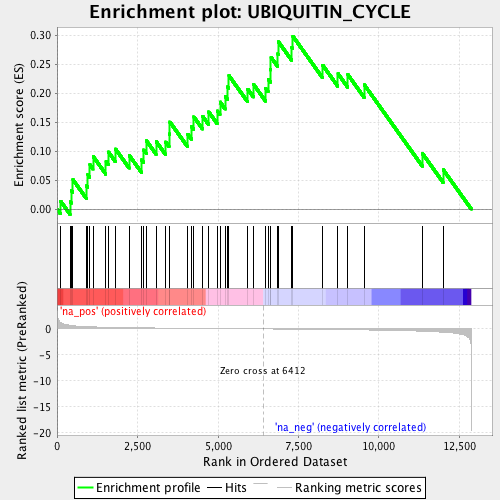 Enrichment plot: UBIQUITIN_CYCLE
Enrichment score (ES)
0.30
0.25
0.20
0.15
0.10
0.05
0.00
'na_pos' (positively correlated)
Ranked list metric (PreRanked)
0
-5
-10
-15
-20
Zero cross at 6412
'na_neg' (negatively correlated)
0
2,500
5,000
7,500
10,000
12,500
Rank in Ordered Dataset
Enrichment profile
Hits
Ranking metric scores